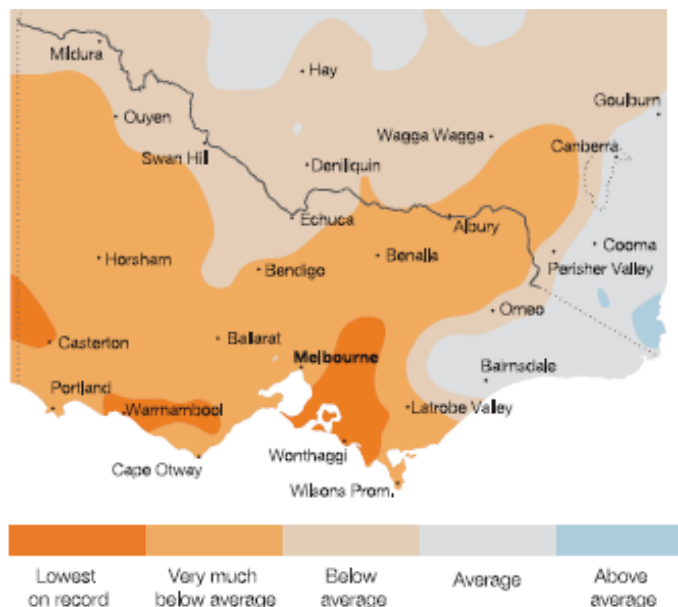 Mildura
Hay
Goulburn
Ouyen
Wagga Wagga
Canberra
Swan Hill
Deniliquin
Echuca
Albury
Cooma
Horsham
Benalla
Perisher Valley
Bendigo
Omeo
Casterton
Ballarat
Melbourne
Bairnsdale
Portland
Warrnambool
Latrobe Valley
Wonthaggi
Cape Otway
Wilsons Prom.
Lowest
on record
Very much
below average
Below
average
Average
Above
average